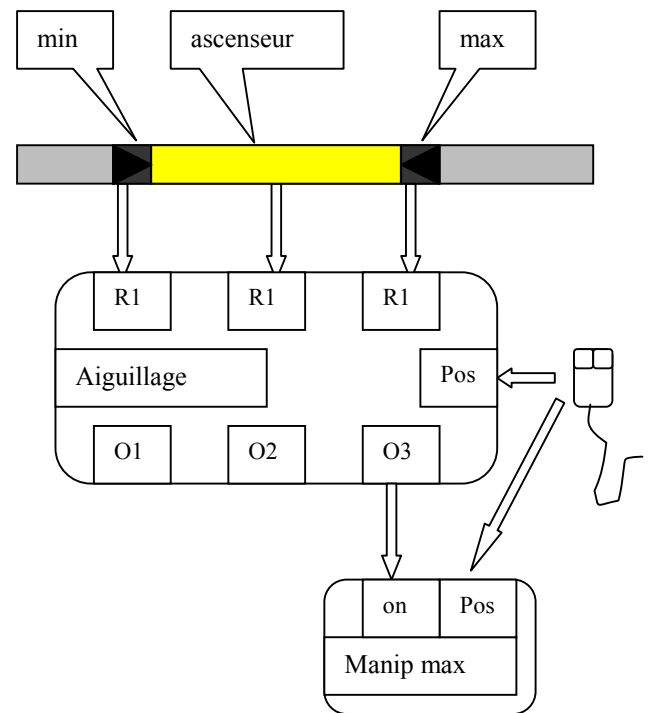 min
ascenseur
max
R1
R1
R1
Aiguillage
Pos
O1
O2
O3
on
Pos
Manip max